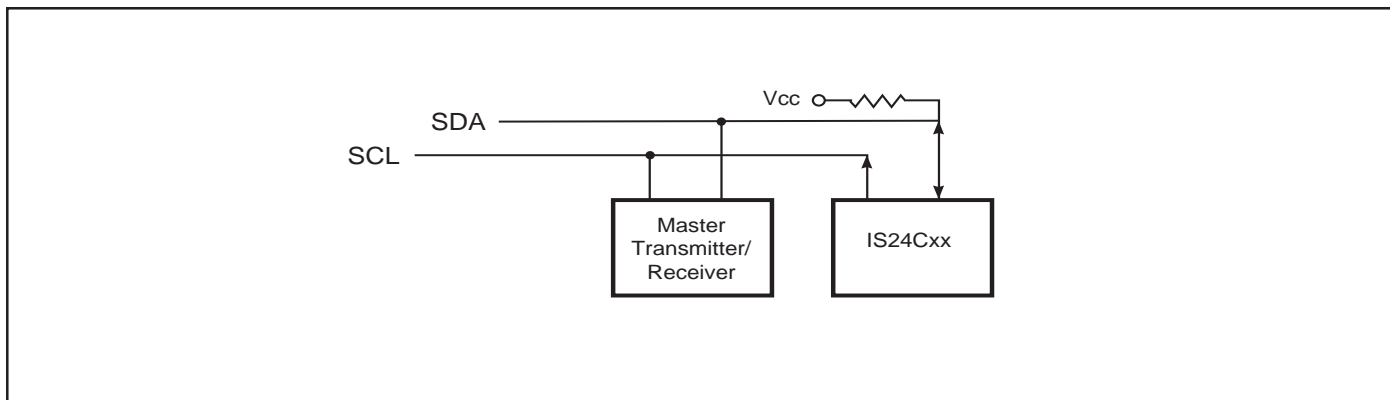 Vcc
SDA
SCL
Master
Transmitter/
Receiver
IS24Cxx